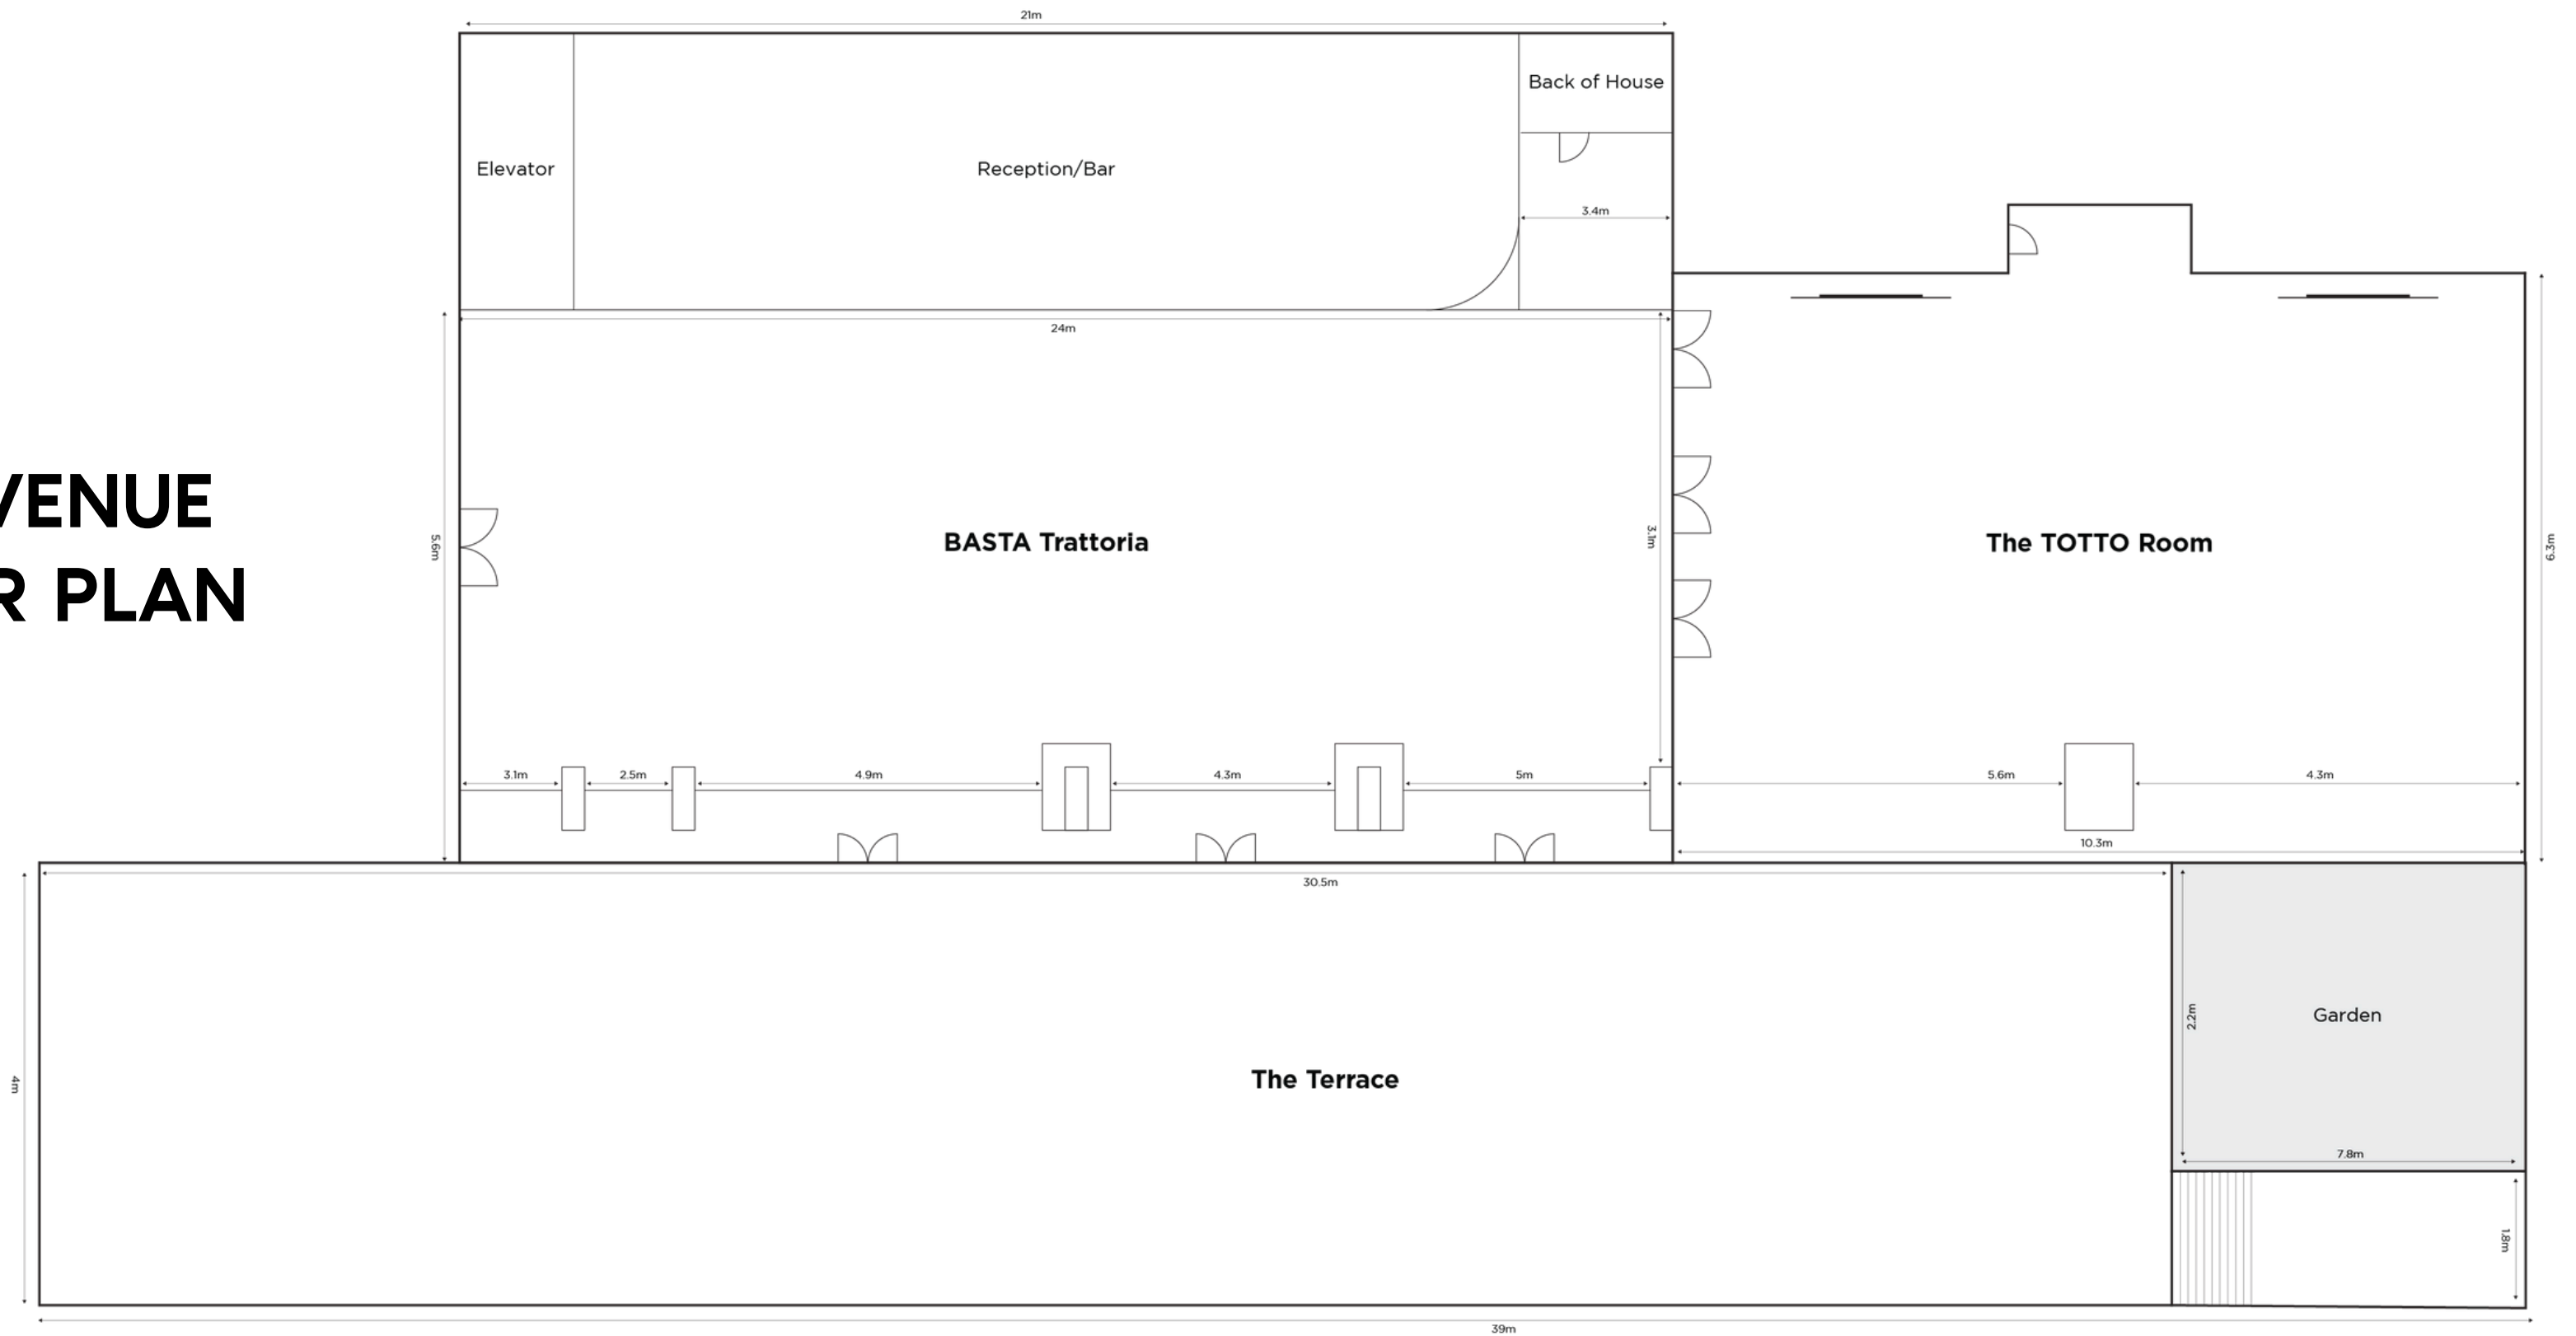 21m
Back of House
Elevator
Reception/Bar
3.4m
24m
VENUE
R PLAN
5.6m
BASTA Trattoria
3.1m
The TOTTO Room
6.3m
3.1m
2.5m
4.9m
4.3m
5m
5.6m
4.3m
10.3m
30.5m
4m
The Terrace
2.2m
Garden
7.8m
1.8m
39m